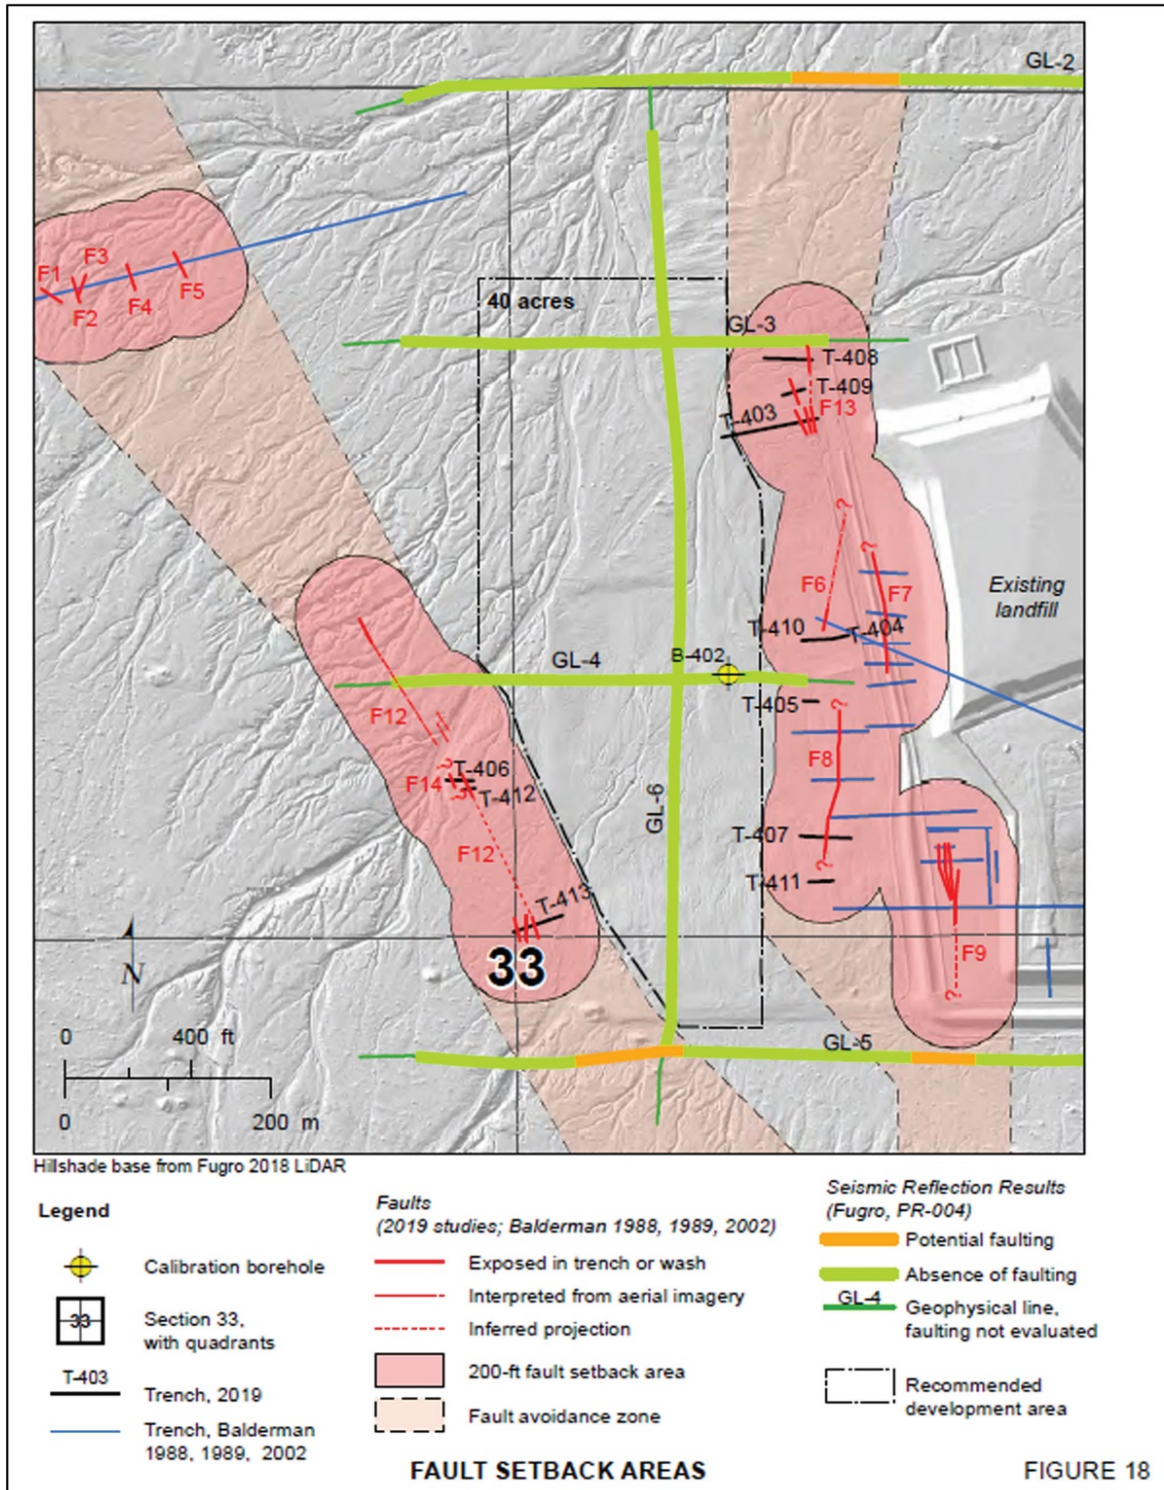 GL-2
F1
F3
F2
F4
F5
40 acres
GL-3
T-408
T-409
T-403
F13
Existing
landfill
F6
F7
T-410
T-404
GL-4
B-402
T-405
F12
F8
F14
T-406
T-412
GL-6
T-407
F12
T-411
T-413
33
F9
N
0 400 ft
GL-5
0 200 m
Hillshade base from Fugro 2018 LiDAR
Legend
Calibration borehole
33
Section 33,
with quadrants
T-403
Trench, 2019
Trench, Balderman
1988, 1989, 2002
Faults
(2019 studies; Balderman 1988, 1989, 2002)
Exposed in trench or wash
Interpreted from aerial imagery
Inferred projection
200-ft fault setback area
Fault avoidance zone
Seismic Reflection Results
(Fugro, PR-004)
Potential faulting
Absence of faulting
GL-4
Geophysical line,
faulting not evaluated
Recommended
development area
FAULT SETBACK AREAS
FIGURE 18